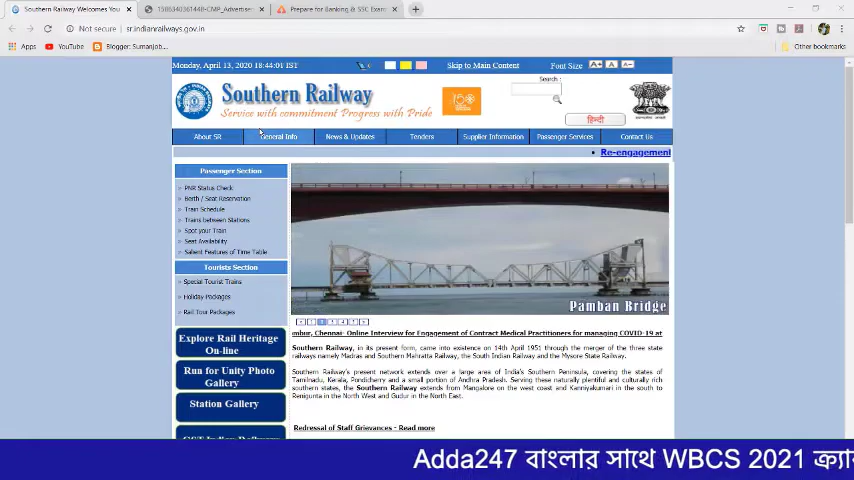 Southern Railway Welcomes You
1586340361448-CMP_Advertise
Prepare for Banking & SSC Exam
Not secure | sr.indianrailways.gov.in
Apps YouTube Blogger: Sumanjob... Other bookmarks
Monday, April 13, 2020 18:44:01 IST Skip to Main Content Font Size A+ A A-
Search :
Southern Railway
Service with commitment Progress with Pride
हिन्दी
About SR General Info News & Updates Tenders Supplier Information Passenger Services Contact Us
Re-engagement
Passenger Section
PNR Status Check
Berth / Seat Reservation
Train Schedule
Trains between Stations
Spot your Train
Seat Availability
Salient Features of Time Table
Tourists Section
Special Tourist Trains
Holiday Packages
Rail Tour Packages
Explore Rail Heritage
On-line
Run for Unity Photo
Gallery
Station Gallery
Pamban Bridge
mbur, Chennai- Online Interview for Engagement of Contract Medical Practitioners for managing COVID-19 at
Southern Railway, in its present form, came into existence on 14th April 1951 through the merger of the three state
railways namely Madras and Southern Mahratta Railway, the South Indian Railway and the Mysore State Railway.
Southern Railway's present network extends over a large area of India's Southern Peninsula, covering the states of
Tamilnadu, Kerala, Pondicherry and a small portion of Andhra Pradesh. Serving these naturally plentiful and culturally rich
southern states, the Southern Railway extends from Mangalore on the west coast and Kanniyakumari in the south to
Renigunta in the North West and Gudur in the North East.
Redressal of Staff Grievances - Read more
Adda247 বাংলার সাথে WBCS 2021 ক্র্যা